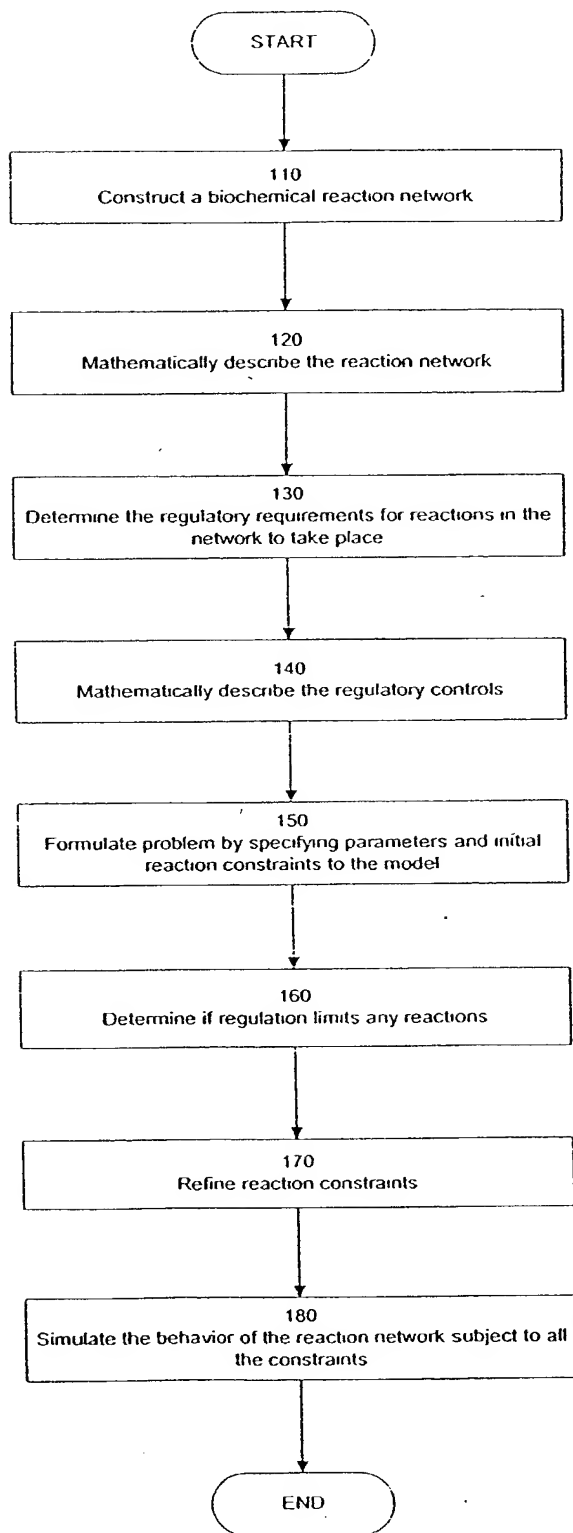 START
110
Construct a biochemical reaction network
120
Mathematically describe the reaction network
130
Determine the regulatory requirements for reactions in the
network to take place
140
Mathematically describe the regulatory controls
150
Formulate problem by specifying parameters and initial
reaction constraints to the model
160
Determine if regulation limits any reactions
170
Refine reaction constraints
180
Simulate the behavior of the reaction network subject to all
the constraints
END